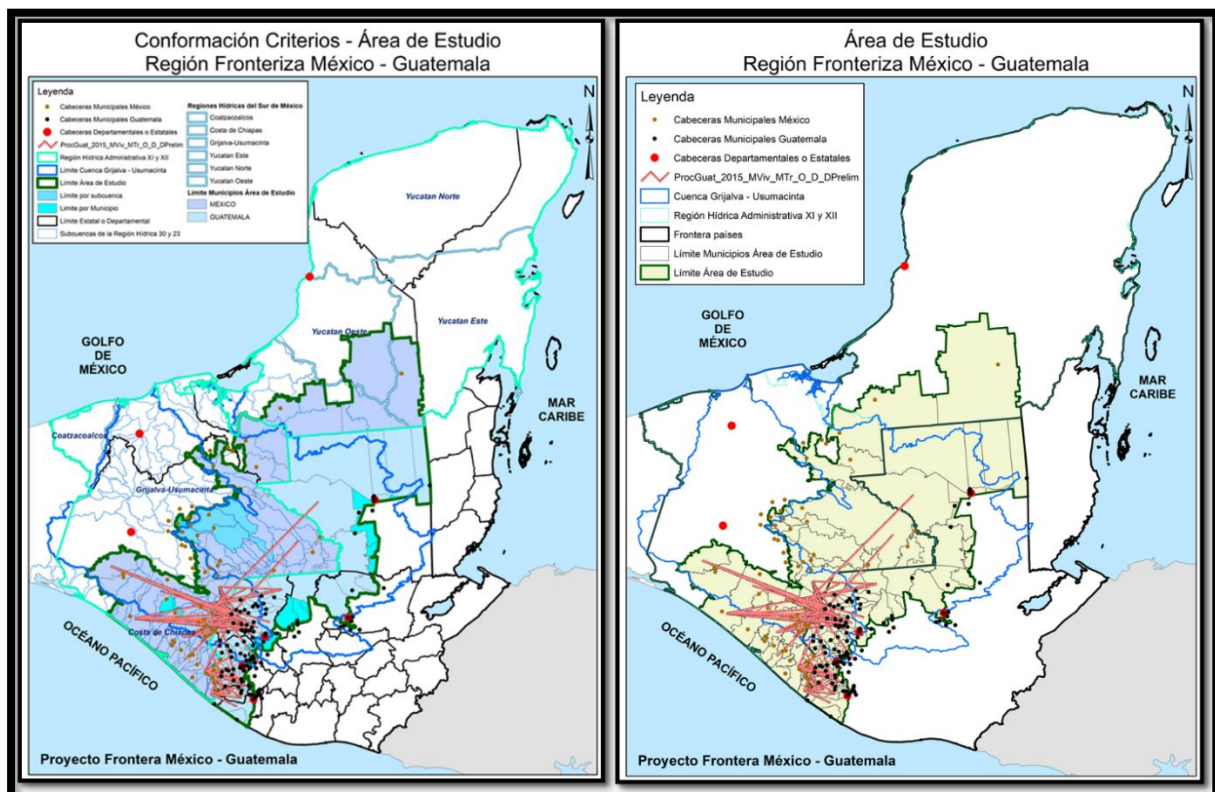 Conformación Criterios - Área de Estudio
Región Fronteriza México - Guatemala
Leyenda
Cabeceras Municipales México
Cabeceras Municipales Guatemala
Cabeceras Departamentales o Estatales
ProcGuat_2015_MViv_MTr_O_D_DPrelim
Región Hídrica Administrativa XI y XII
Límite Cuenca Grijalva - Usumacinta
Límite Área de Estudio
Límite por subcuenca
Límite por Municipio
Límite Estatal o Departamental
Subcuencas de la Región Hídrica 30 y 23
Regiones Hídricas del Sur de México
Coatzacoalcos
Costa de Chiapas
Grijalva-Usumacinta
Yucatan Este
Yucatan Norte
Yucatan Oeste
Límite Municipios Área de Estudio
MÉXICO
GUATEMALA
N
Yucatan Norte
Yucatan Oeste
Yucatan Este
GOLFO
DE
MÉXICO
MAR
CARIBE
Coatzacoalcos
Grijalva-Usumacinta
Costa de Chiapas
OCÉANO PACÍFICO
Proyecto Frontera México - Guatemala
Área de Estudio
Región Fronteriza México - Guatemala
Leyenda
Cabeceras Municipales México
Cabeceras Municipales Guatemala
Cabeceras Departamentales o Estatales
ProcGuat_2015_MViv_MTr_O_D_DPrelim
Cuenca Grijalva - Usumacinta
Región Hídrica Administrativa XI y XII
Frontera países
Límite Municipios Área de Estudio
Límite Área de Estudio
N
GOLFO
DE
MÉXICO
MAR
CARIBE
OCÉANO PACÍFICO
Proyecto Frontera México - Guatemala